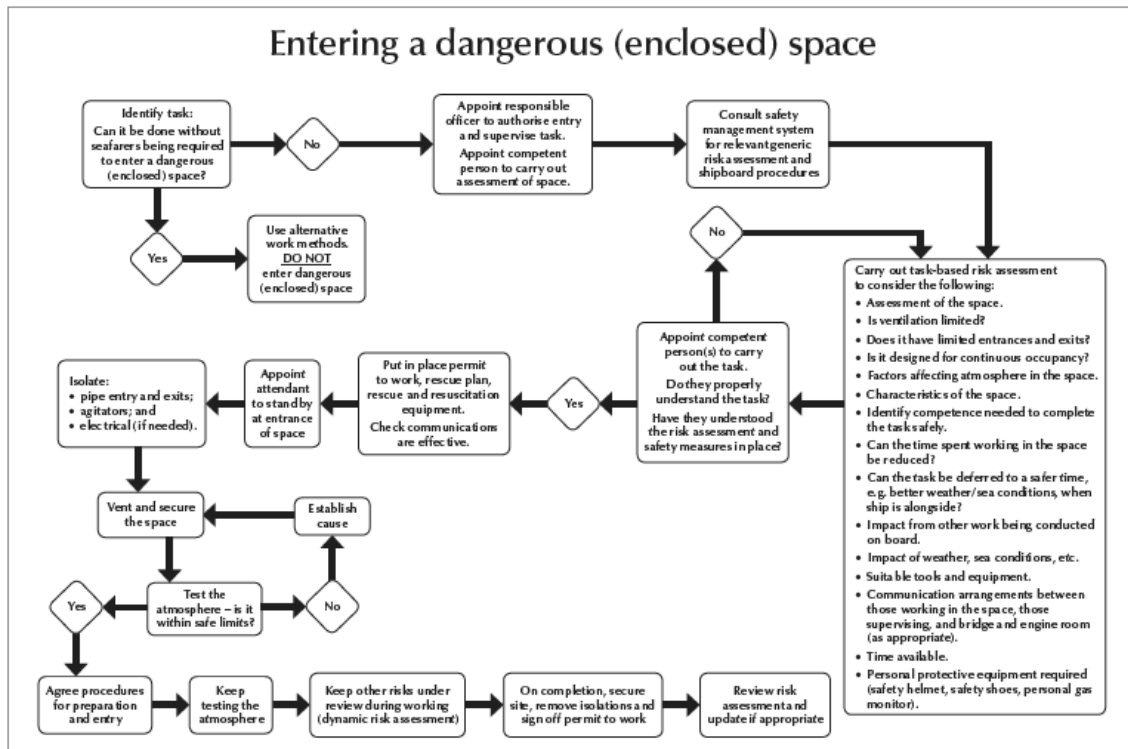 Entering a dangerous (enclosed) space
Identify task:
Can it be done without
seafarers being required
to enter a dangerous
(enclosed) space?
No
Appoint responsible
officer to authorise entry
and supervise task.
Appoint competent
person to carry out
assessment of space.
Consult safety
management system
for relevant generic
risk assessment and
shipboard procedures
Yes
Use alternative
work methods.
DO NOT
enter dangerous
(enclosed) space
No
Carry out task-based risk assessment
to consider the following:
• Assessment of the space.
• Is ventilation limited?
• Does it have limited entrances and exits?
• Is it designed for continuous occupancy?
• Factors affecting atmosphere in the space.
• Characteristics of the space.
• Identify competence needed to complete
the task safely.
• Can the time spent working in the space
be reduced?
• Can the task be deferred to a safer time,
e.g. better weather/sea conditions, when
ship is alongside?
• Impact from other work being conducted
on board.
• Impact of weather, sea conditions, etc.
• Suitable tools and equipment.
• Communication arrangements between
those working in the space, those
supervising, and bridge and engine room
(as appropriate).
• Time available.
• Personal protective equipment required
(safety helmet, safety shoes, personal gas
monitor).
Appoint competent
person(s) to carry
out the task.
Do they properly
understand the task?
Have they understood
the risk assessment and
safety measures in place?
Yes
Put in place permit
to work, rescue plan,
rescue and resuscitation
equipment.
Check communications
are effective.
Appoint
attendant
to stand by
at entrance of
space
Isolate:
• pipe entry and exits;
• agitators; and
• electrical (if needed).
Vent and secure
the space
Establish
cause
Test the
atmosphere – is it
within safe limits?
No
Yes
Agree procedures
for preparation
and entry
Keep
testing the
atmosphere
Keep other risks under
review during working
(dynamic risk assessment)
On completion, secure
site, remove isolations and
sign off permit to work
Review risk
assessment and
update if appropriate